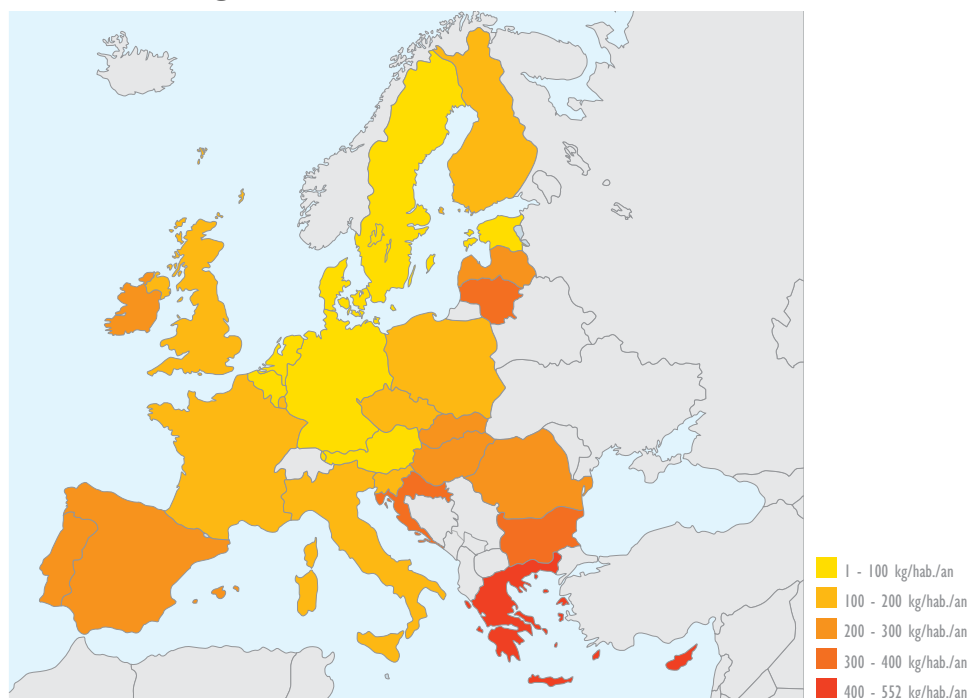 1 - 100 kg/hab./an
100 - 200 kg/hab./an
200 - 300 kg/hab./an
300 - 400 kg/hab./an
400 - 552 kg/hab./an